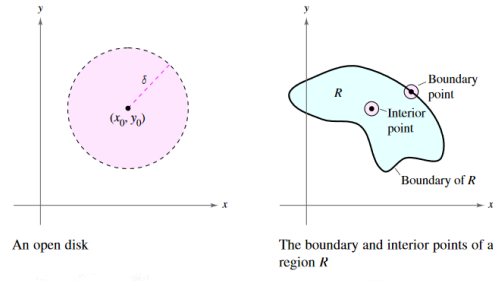 y
δ
(x₀, y₀)
x
An open disk
y
R
Boundary
point
Interior
point
Boundary of R
x
The boundary and interior points of a
region R